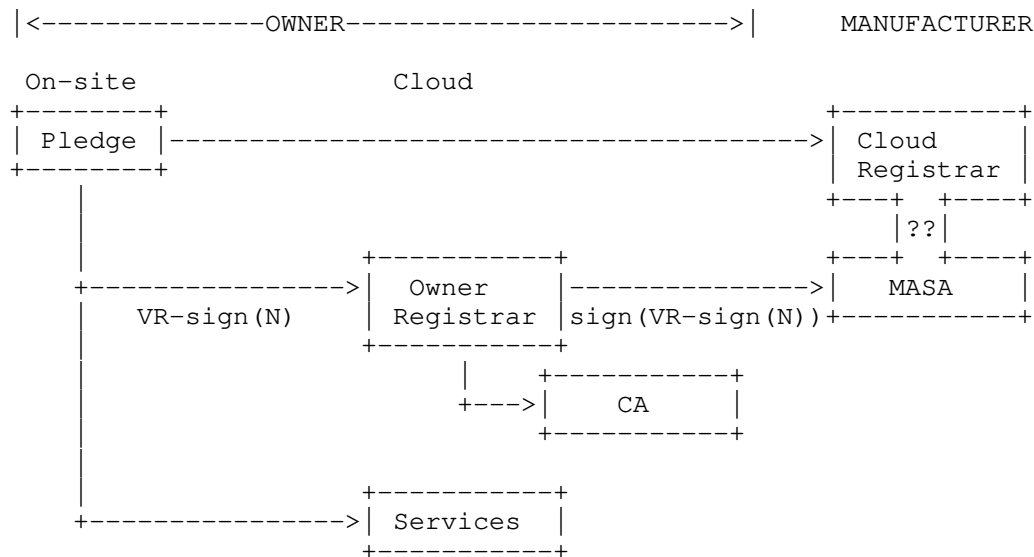 |<--------------OWNER------------------------>| MANUFACTURER
On-site Cloud
Pledge Cloud
Registrar
??
Owner MASA
VR-sign(N) Registrar sign(VR-sign(N))
CA
Services